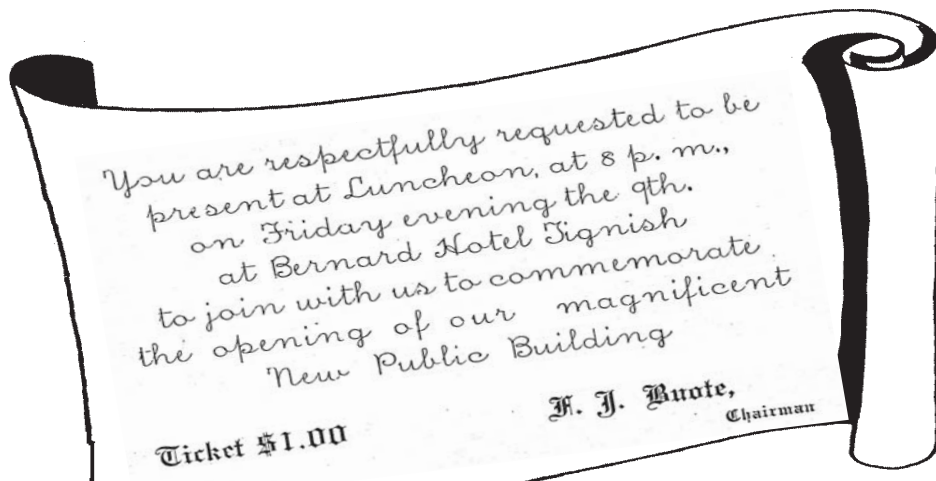 You are respectfully requested to be
present at Luncheon, at 8 p. m.,
on Friday evening the 9th.
at Bernard Hotel Tignish
to join with us to commemorate
the opening of our magnificent
New Public Building
F. J. Buote,
Chairman
Ticket $1.00